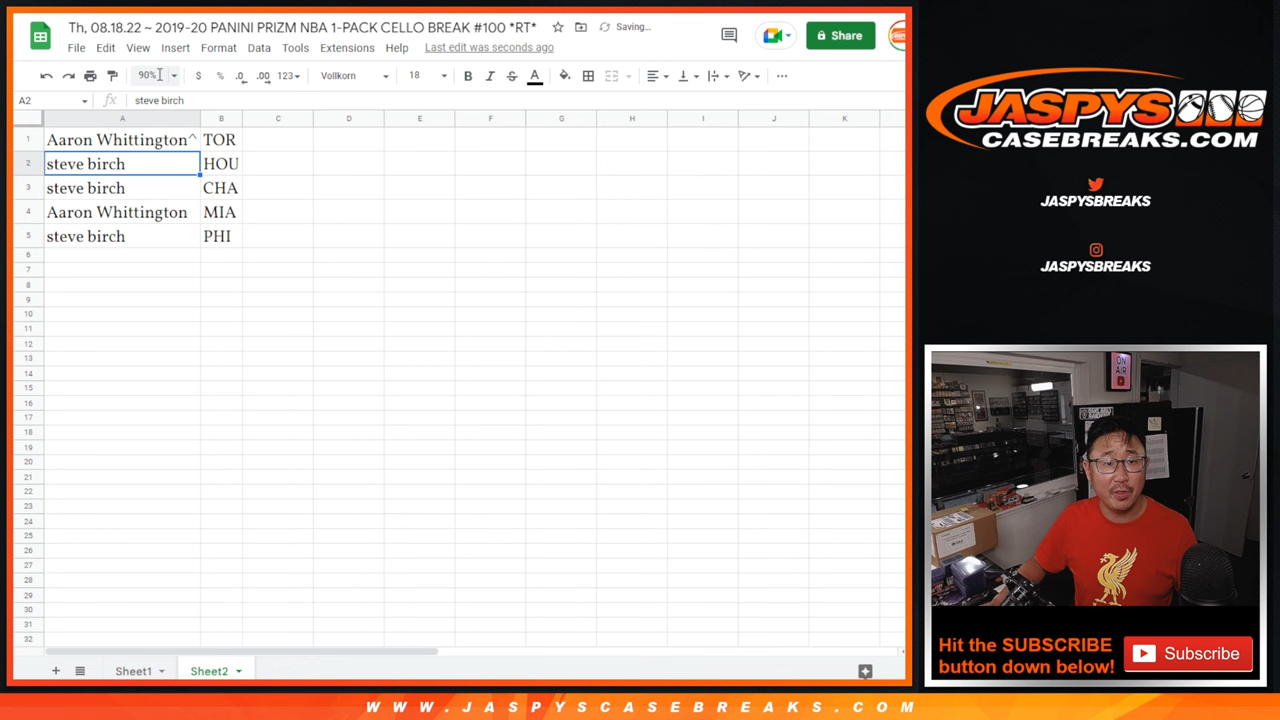 Th, 08.18.22 ~ 2019-20 PANINI PRIZM NBA 1-PACK CELLO BREAK #100 *RT*
Saving...
File Edit View Insert Format Data Tools Extensions Help Last edit was seconds ago
Share
90% $ % .0 .00 123 Vollkorn 18 B I S A
A2 fx steve birch
A B C D E F G H I J K
1 Aaron Whittington^ TOR
2 steve birch HOU
3 steve birch CHA
4 Aaron Whittington MIA
5 steve birch PHI
6
7
8
9
10
11
12
13
14
15
16
17
18
19
20
21
22
23
24
25
26
27
28
29
30
31
32
Sheet1 Sheet2
JASPYS
CASEBREAKS.COM
JASPYSBREAKS
JASPYSBREAKS
ON
AIR
Hit the SUBSCRIBE
button down below!
Subscribe
WWW.JASPYSCASEBREAKS.COM